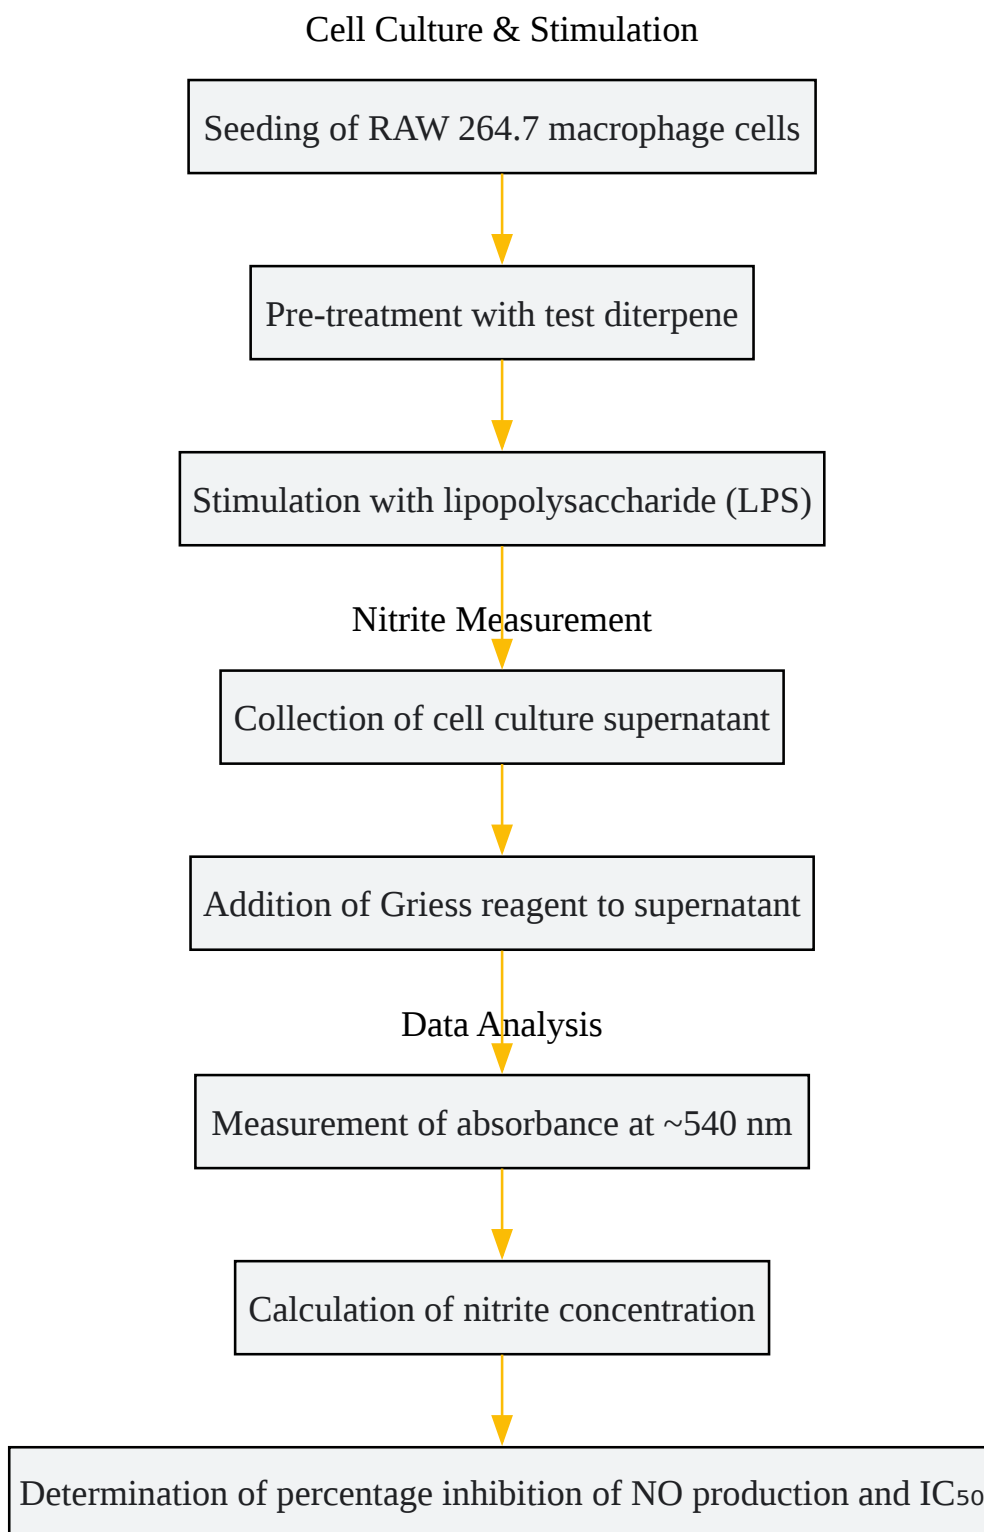 Cell Culture & Stimulation
Seeding of RAW 264.7 macrophage cells
Pre-treatment with test diterpene
Stimulation with lipopolysaccharide (LPS)
Nitrite Measurement
Collection of cell culture supernatant
Addition of Griess reagent to supernatant
Data Analysis
Measurement of absorbance at ~540 nm
Calculation of nitrite concentration
Determination of percentage inhibition of NO production and IC₅₀